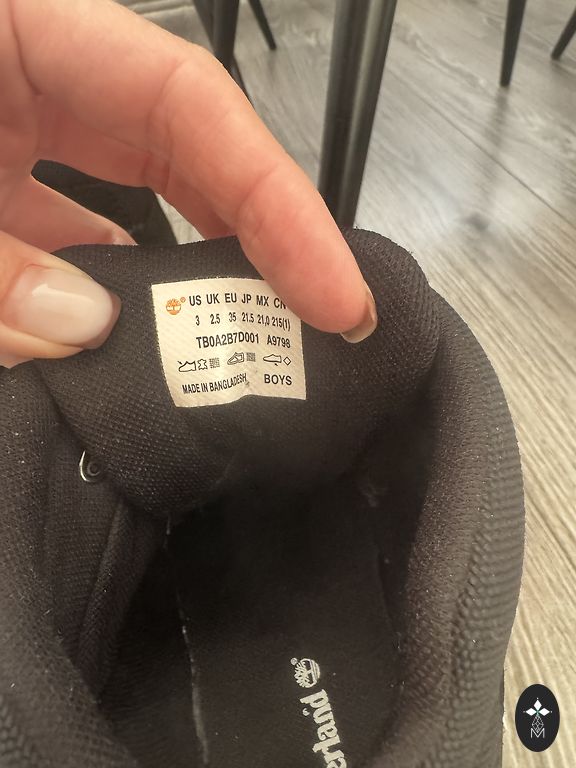 US UK EU JP MX CN
3 2.5 35 21.5 21,0 215(1)
TB0A2B7D001 A9798
MADE IN BANGLADESH BOYS
erland
M